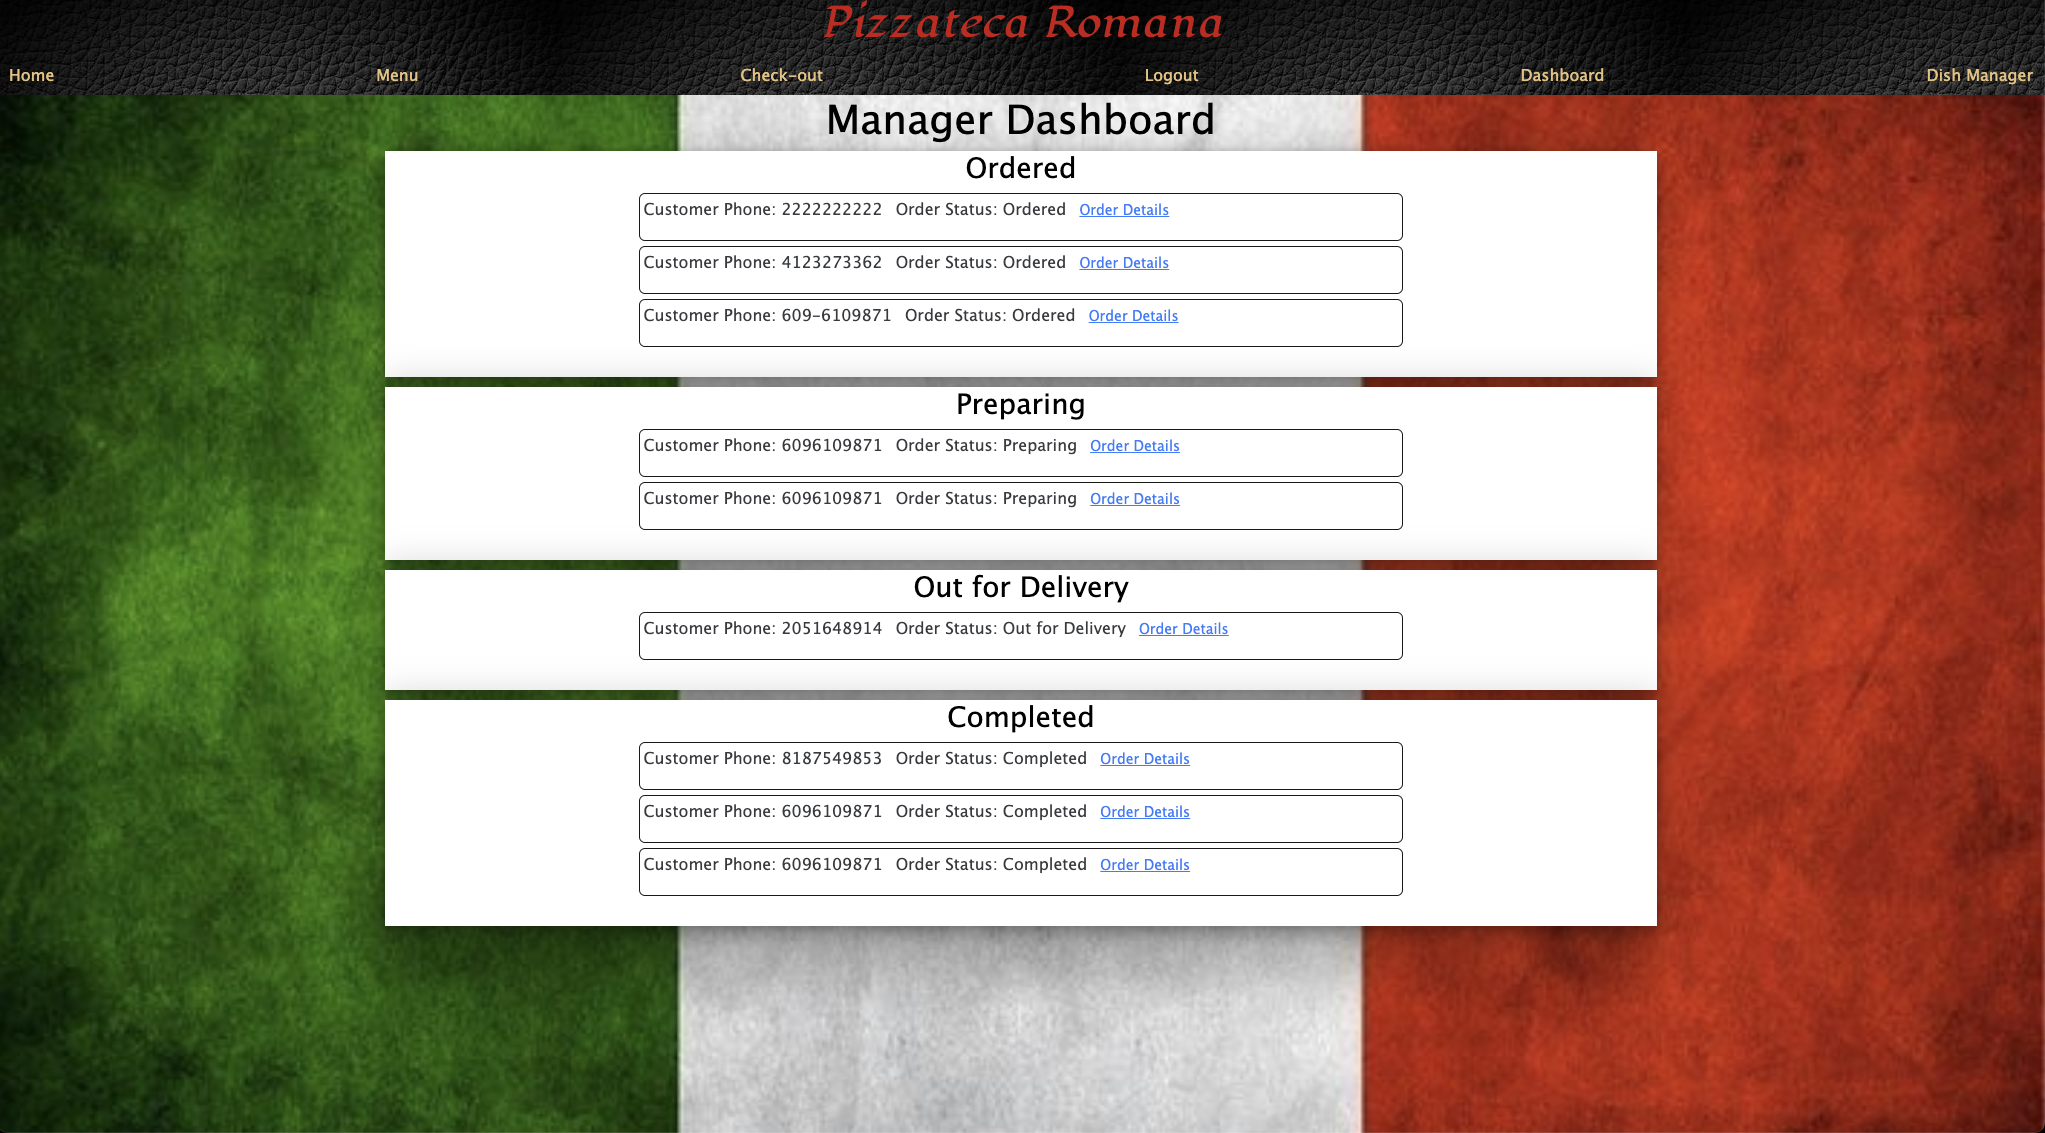 Pizzateca Romana
Home Menu Check-out Logout Dashboard Dish Manager
Manager Dashboard
Ordered
Customer Phone: 2222222222 Order Status: Ordered Order Details
Customer Phone: 4123273362 Order Status: Ordered Order Details
Customer Phone: 609-6109871 Order Status: Ordered Order Details
Preparing
Customer Phone: 6096109871 Order Status: Preparing Order Details
Customer Phone: 6096109871 Order Status: Preparing Order Details
Out for Delivery
Customer Phone: 2051648914 Order Status: Out for Delivery Order Details
Completed
Customer Phone: 8187549853 Order Status: Completed Order Details
Customer Phone: 6096109871 Order Status: Completed Order Details
Customer Phone: 6096109871 Order Status: Completed Order Details